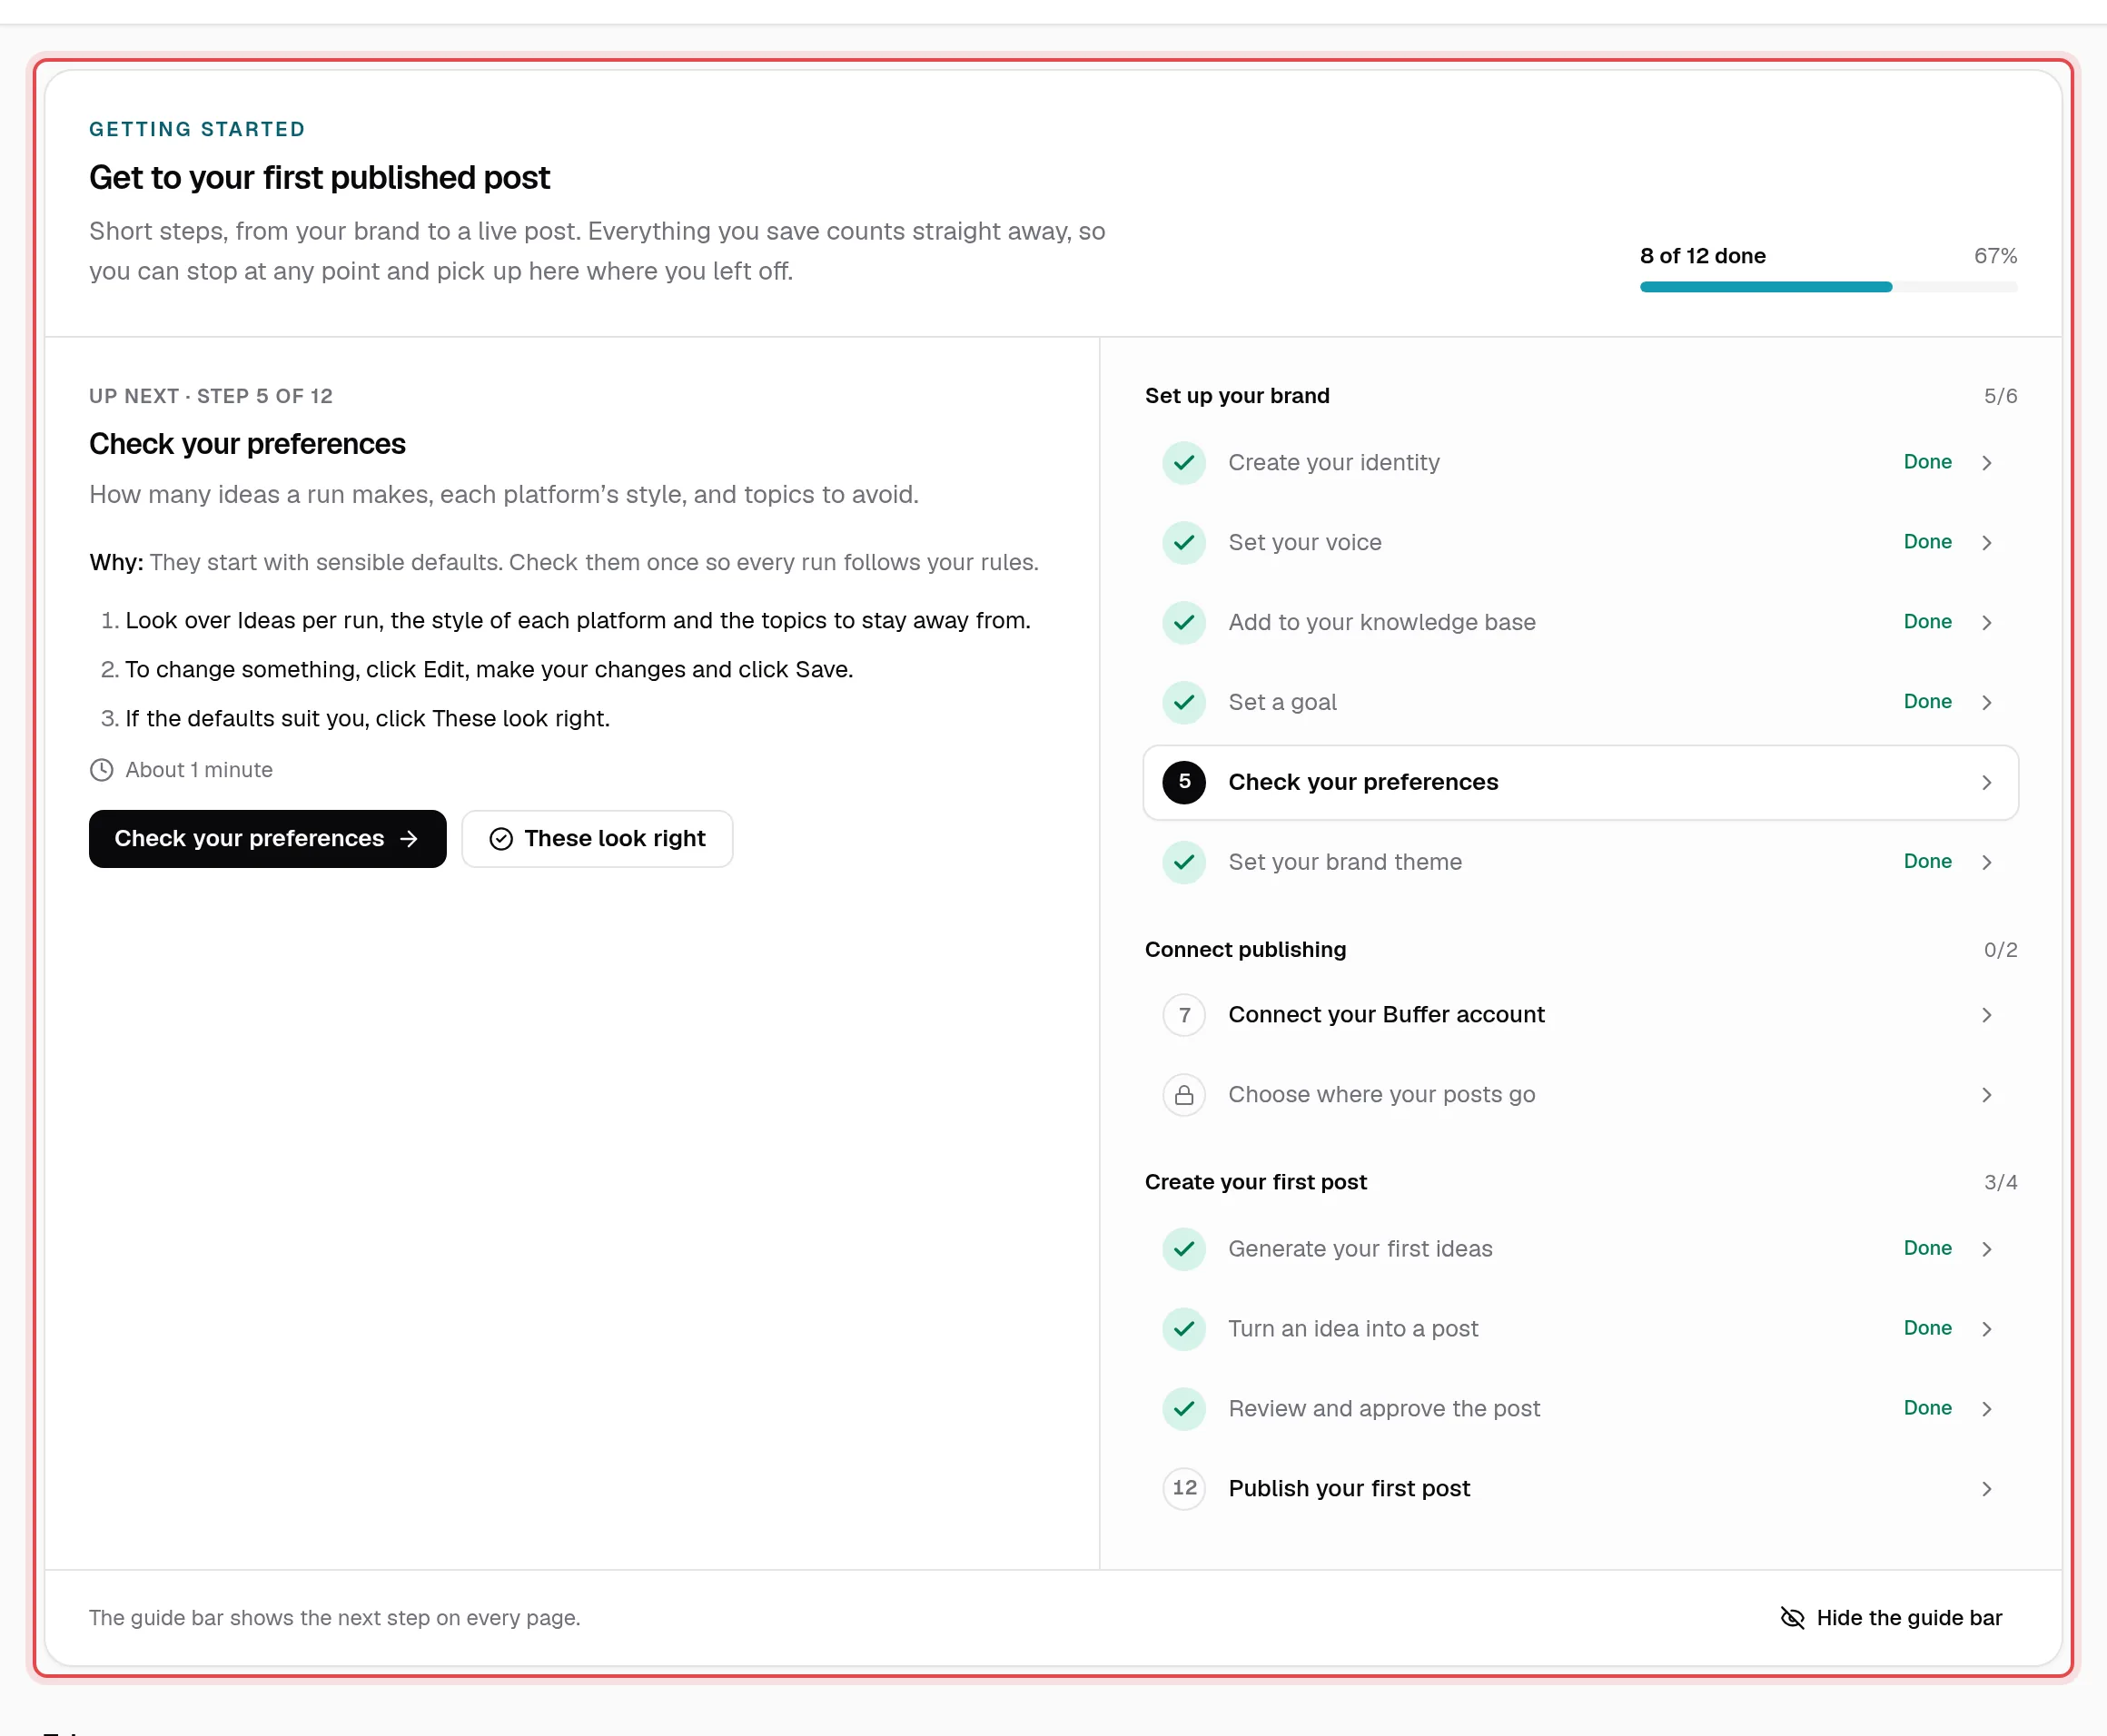 GETTING STARTED
Get to your first published post
Short steps, from your brand to a live post. Everything you save counts straight away, so
you can stop at any point and pick up here where you left off.
8 of 12 done
67%
UP NEXT · STEP 5 OF 12
Check your preferences
How many ideas a run makes, each platform’s style, and topics to avoid.
Why: They start with sensible defaults. Check them once so every run follows your rules.
1. Look over Ideas per run, the style of each platform and the topics to stay away from.
2. To change something, click Edit, make your changes and click Save.
3. If the defaults suit you, click These look right.
About 1 minute
Check your preferences
These look right
Set up your brand
5/6
Create your identity
Done
Set your voice
Done
Add to your knowledge base
Done
Set a goal
Done
5
Check your preferences
Set your brand theme
Done
Connect publishing
0/2
7
Connect your Buffer account
Choose where your posts go
Create your first post
3/4
Generate your first ideas
Done
Turn an idea into a post
Done
Review and approve the post
Done
12
Publish your first post
The guide bar shows the next step on every page.
Hide the guide bar